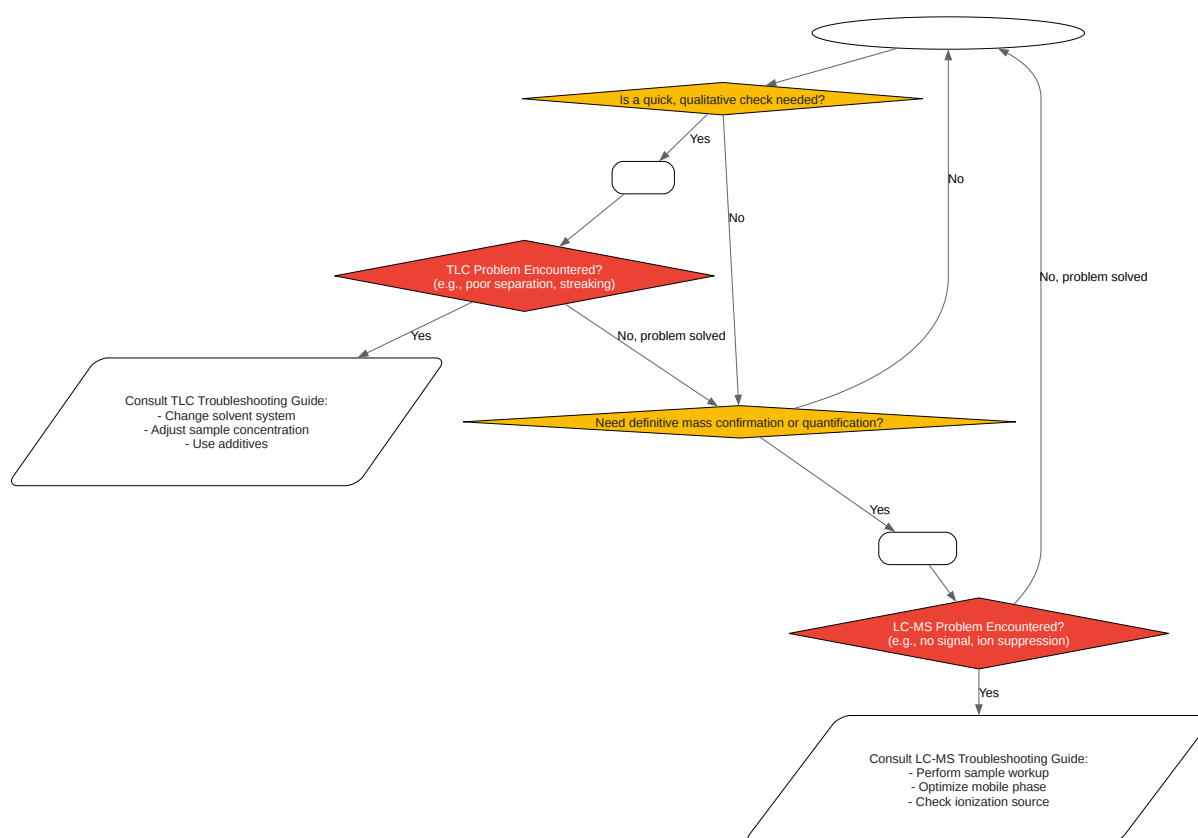 Is a quick, qualitative check needed?
Yes
No
No
TLC Problem Encountered?
(e.g., poor separation, streaking)
No, problem solved
Yes
No, problem solved
Consult TLC Troubleshooting Guide:
- Change solvent system
- Adjust sample concentration
- Use additives
Need definitive mass confirmation or quantification?
Yes
LC-MS Problem Encountered?
(e.g., no signal, ion suppression)
Yes
Consult LC-MS Troubleshooting Guide:
- Perform sample workup
- Optimize mobile phase
- Check ionization source